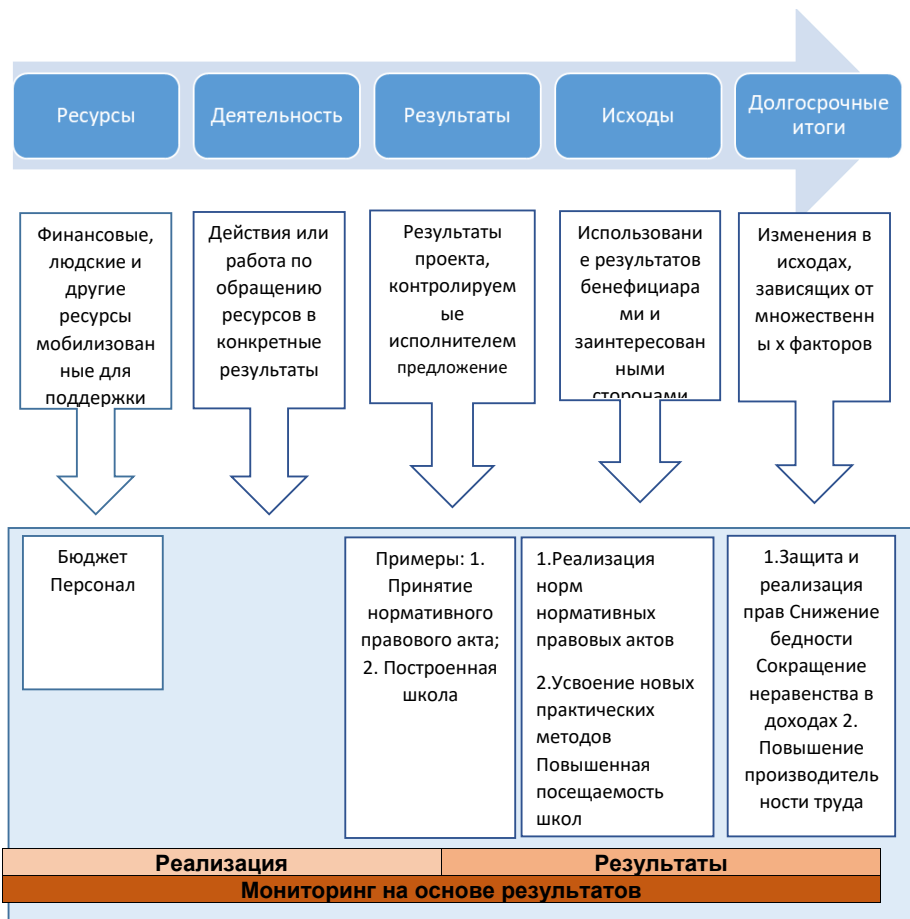 Ресурсы
Деятельность
Результаты
Исходы
Долгосрочные
итоги
Финансовые,
людские и
другие
ресурсы
мобилизован
ные для
поддержки
Действия или
работа по
обращению
ресурсов в
конкретные
результаты
Результаты
проекта,
контролируем
ые
исполнителем
предложение
Использовани
е результатов
бенефициара
ми и
заинтересован
ными
сторонами
Изменения в
исходах,
зависящих от
множественн
ы х факторов
Бюджет
Персонал
Примеры: 1.
Принятие
нормативного
правового акта;
2. Построенная
школа
1.Реализация
норм
нормативных
правовых актов
2.Усвоение новых
практических
методов
Повышенная
посещаемость
школ
1.Защита и
реализация
прав Снижение
бедности
Сокращение
неравенства в
доходах 2.
Повышение
производитель
ности труда
Реализация
Результаты
Мониторинг на основе результатов